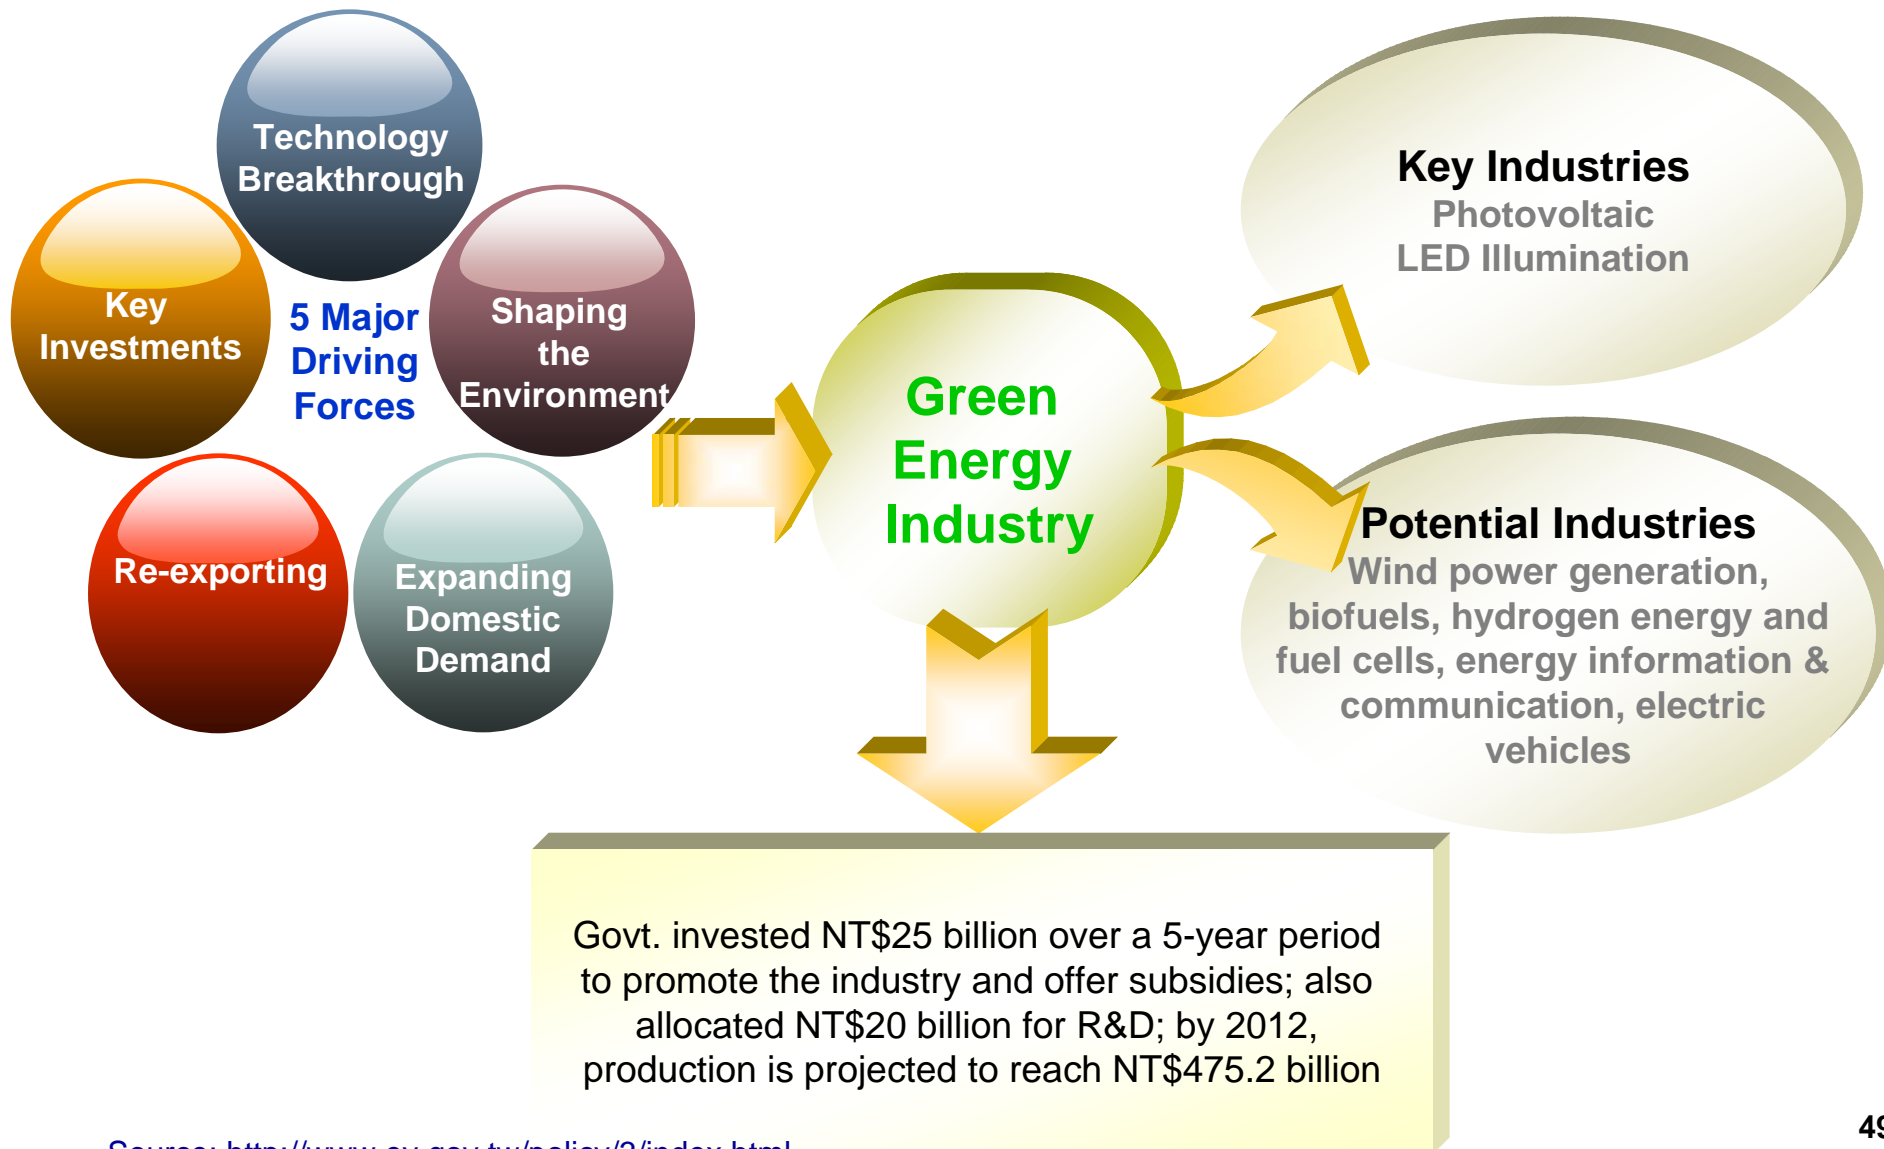 Technology
Breakthrough
Key
Investments
5 Major
Driving
Forces
Shaping
the
Environment
Re-exporting
Expanding
Domestic
Demand
Green
Energy
Industry
Key Industries
Photovoltaic
LED Illumination
Potential Industries
Wind power generation,
biofuels, hydrogen energy and
fuel cells, energy information &
communication, electric
vehicles
Govt. invested NT$25 billion over a 5-year period
to promote the industry and offer subsidies; also
allocated NT$20 billion for R&D; by 2012,
production is projected to reach NT$475.2 billion
49